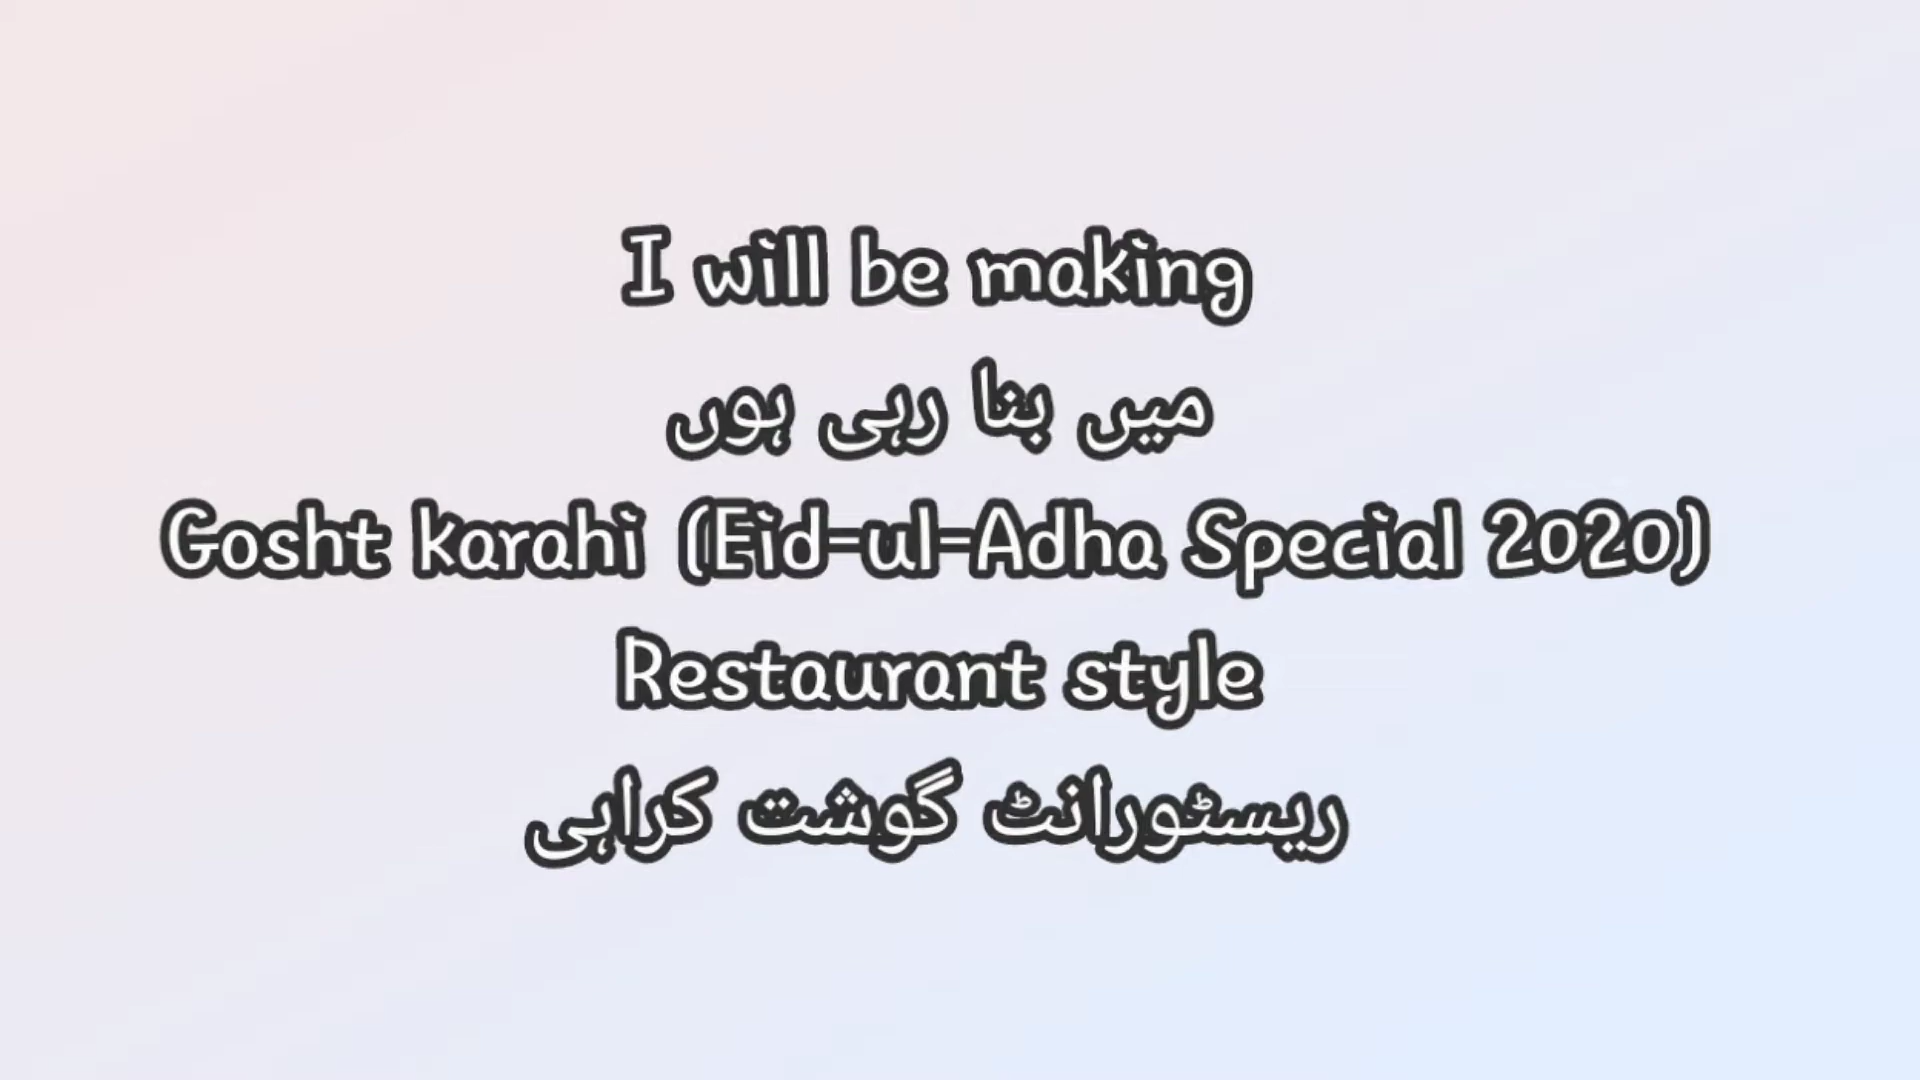 I will be making
میں بنا رہی ہوں
Gosht karahi (Eid-ul-Adha Special 2020)
Restaurant style
ریسٹورانٹ گوشت کراہی